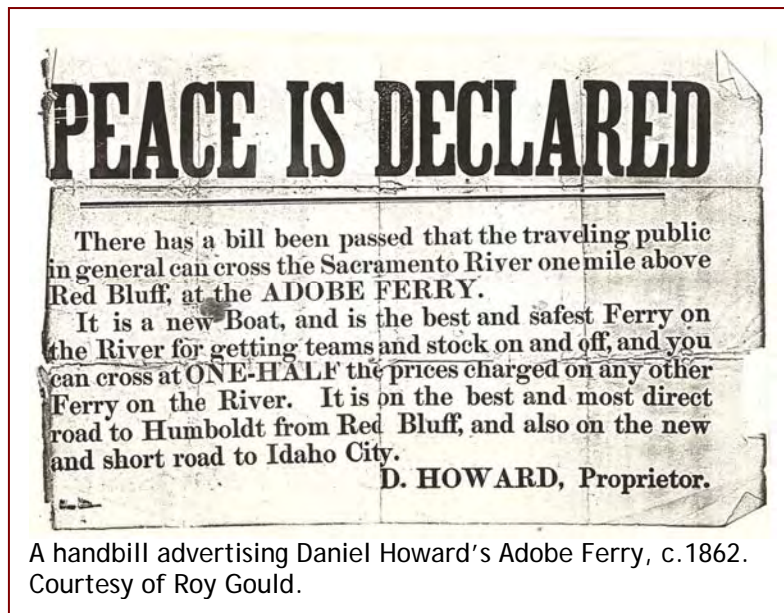 PEACE IS DECLARED
There has a bill been passed that the traveling public
in general can cross the Sacramento River one mile above
Red Bluff, at the ADOBE FERRY.
It is a new Boat, and is the best and safest Ferry on
the River for getting teams and stock on and off, and you
can cross at ONE-HALF the prices charged on any other
Ferry on the River. It is on the best and most direct
road to Humboldt from Red Bluff, and also on the new
and short road to Idaho City.
D. HOWARD, Proprietor.
A handbill advertising Daniel Howard's Adobe Ferry, c.1862.
Courtesy of Roy Gould.